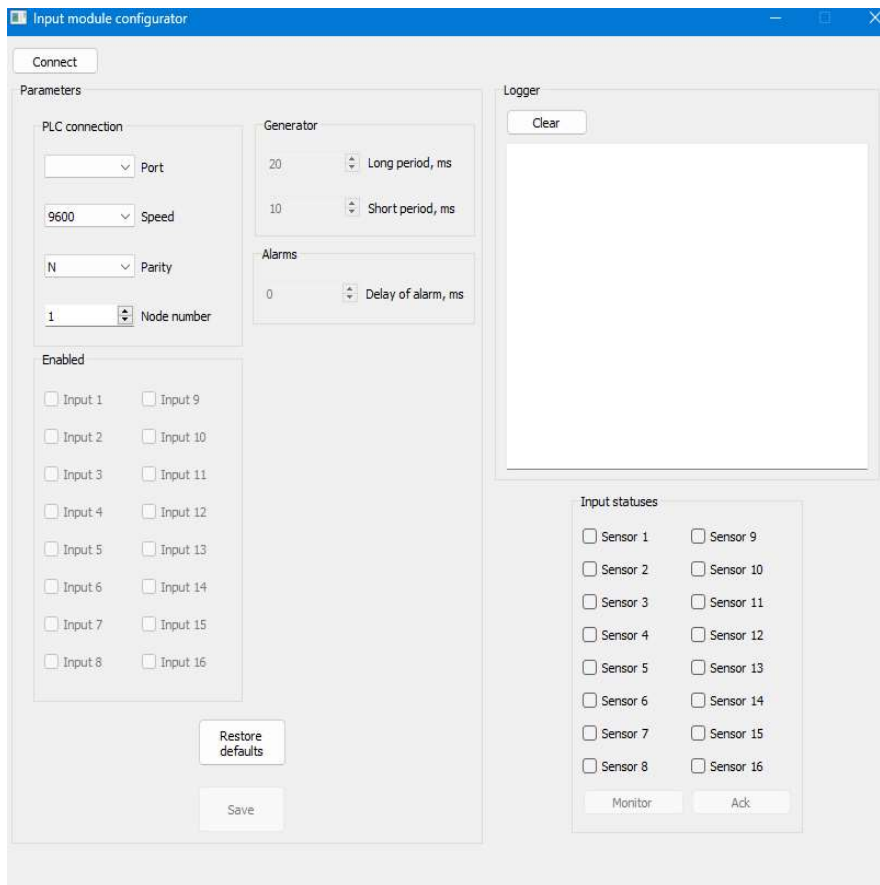 Input module configurator
Connect
Parameters
PLC connection
Port
9600 Speed
N Parity
1 Node number
Generator
20 Long period, ms
10 Short period, ms
Alarms
0 Delay of alarm, ms
Enabled
Input 1 Input 9
Input 2 Input 10
Input 3 Input 11
Input 4 Input 12
Input 5 Input 13
Input 6 Input 14
Input 7 Input 15
Input 8 Input 16
Restore
defaults
Save
Logger
Clear
Input statuses
Sensor 1 Sensor 9
Sensor 2 Sensor 10
Sensor 3 Sensor 11
Sensor 4 Sensor 12
Sensor 5 Sensor 13
Sensor 6 Sensor 14
Sensor 7 Sensor 15
Sensor 8 Sensor 16
Monitor Ack